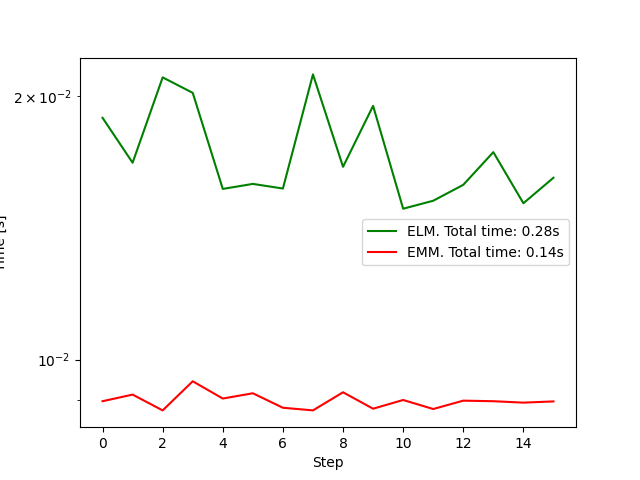 2 × 10⁻²
10⁻²
Time [s]
ELM. Total time: 0.28s
EMM. Total time: 0.14s
0 2 4 6 8 10 12 14
Step